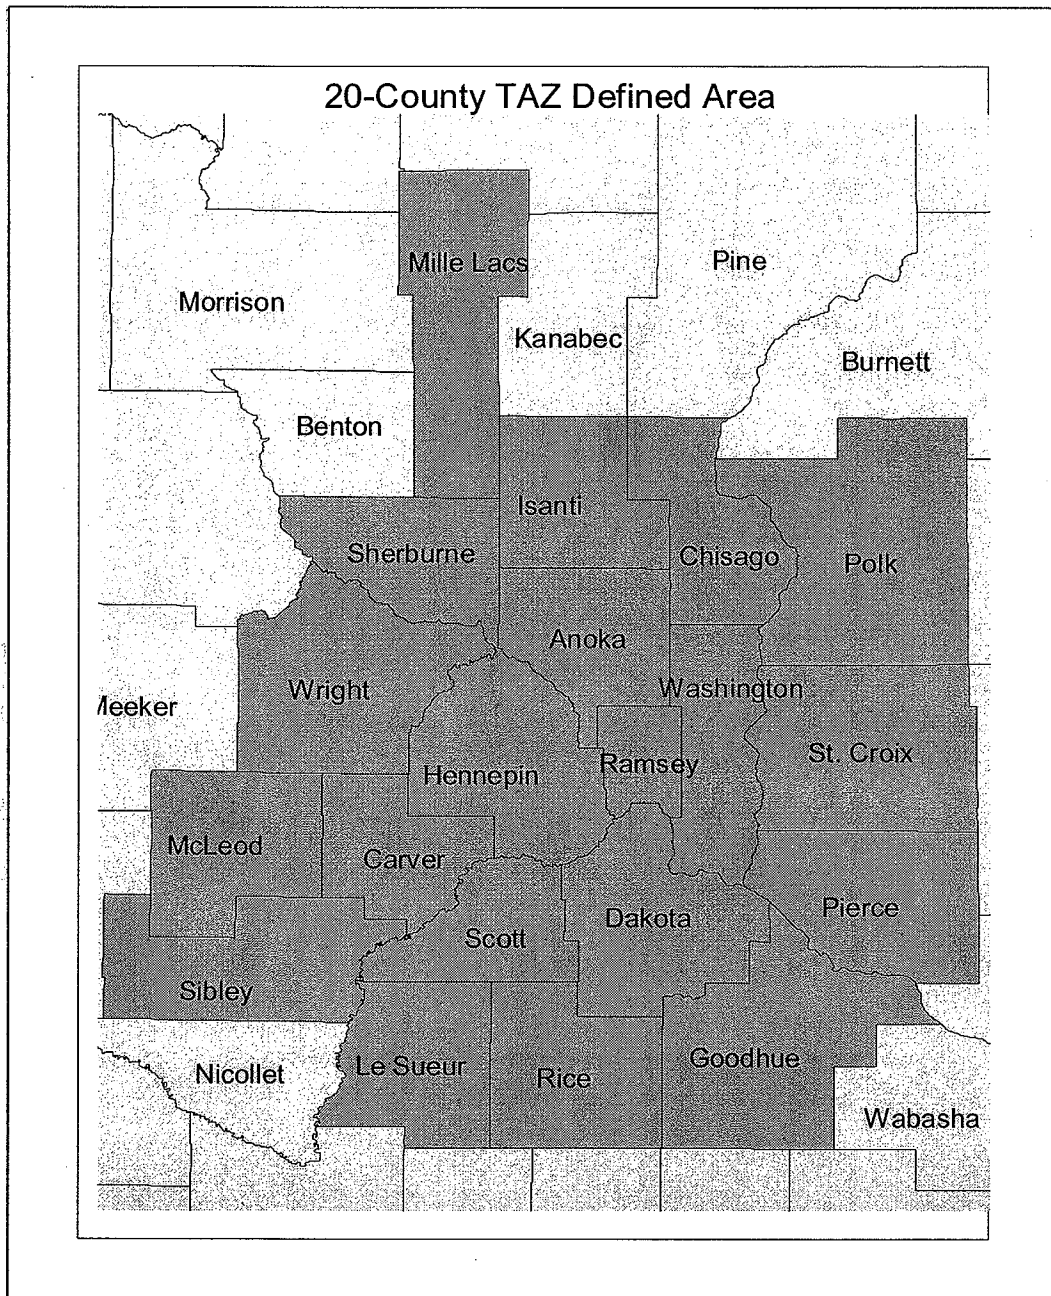 20-County TAZ Defined Area
Mille Lacs
Pine
Morrison
Kanabec
Burnett
Benton
Isanti
Sherburne
Chisago
Polk
Anoka
Wright
Washington
Meeker
St. Croix
Hennepin
Ramsey
McLeod
Carver
Pierce
Dakota
Scott
Sibley
Goodhue
Le Sueur
Nicollet
Rice
Wabasha